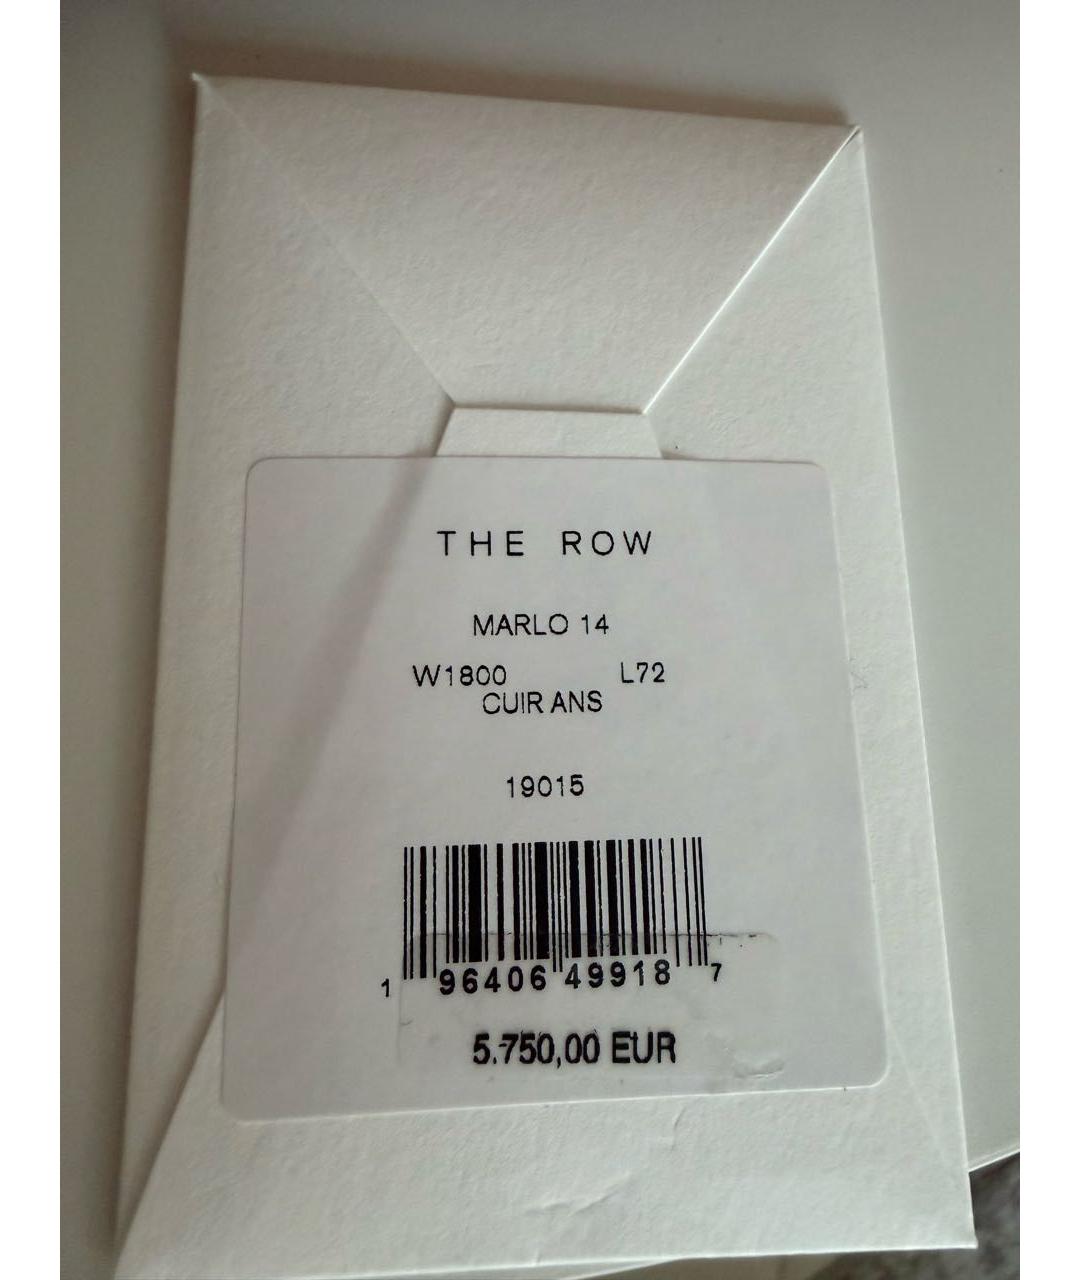 THE ROW
MARLO 14
W1800 L72
CUIR ANS
19015
1 96406 49918 7
5.750,00 EUR